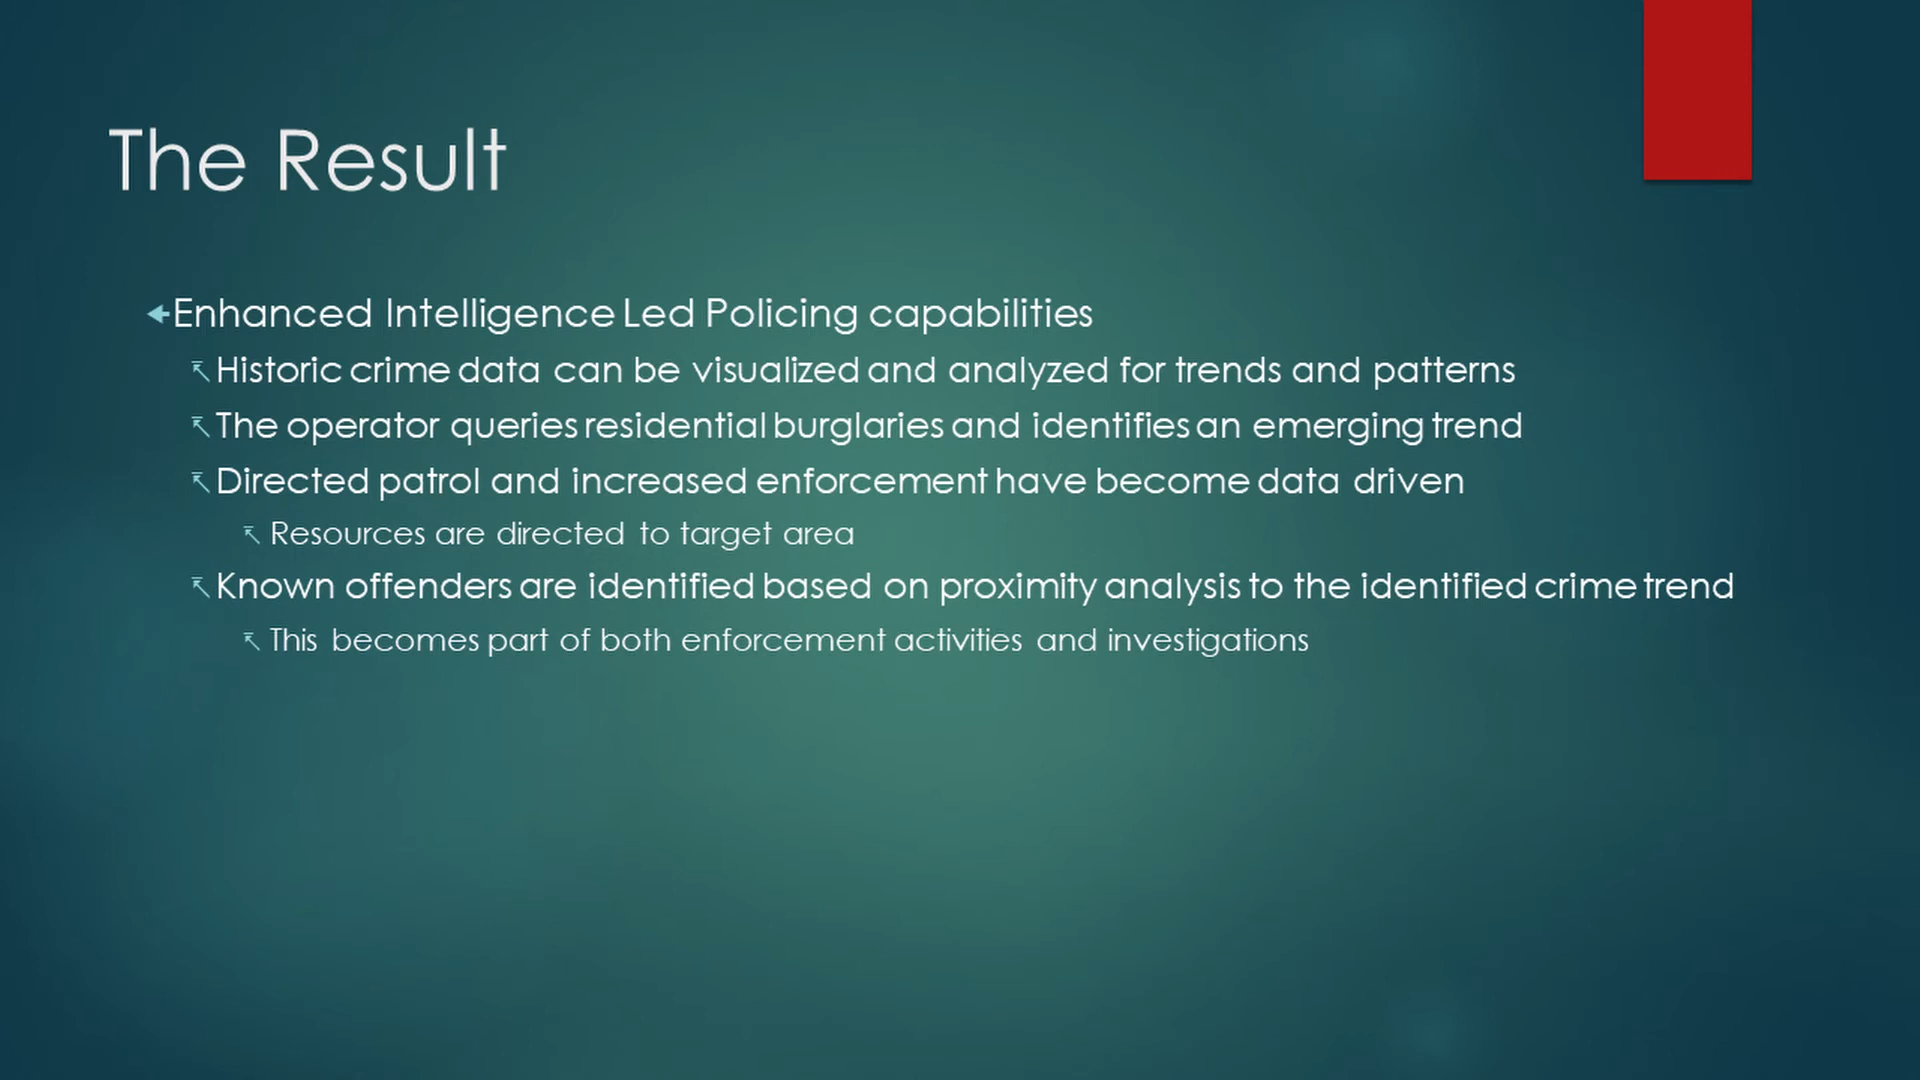 The Result
Enhanced Intelligence Led Policing capabilities
Historic crime data can be visualized and analyzed for trends and patterns
The operator queries residential burglaries and identifies an emerging trend
Directed patrol and increased enforcement have become data driven
Resources are directed to target area
Known offenders are identified based on proximity analysis to the identified crime trend
This becomes part of both enforcement activities and investigations